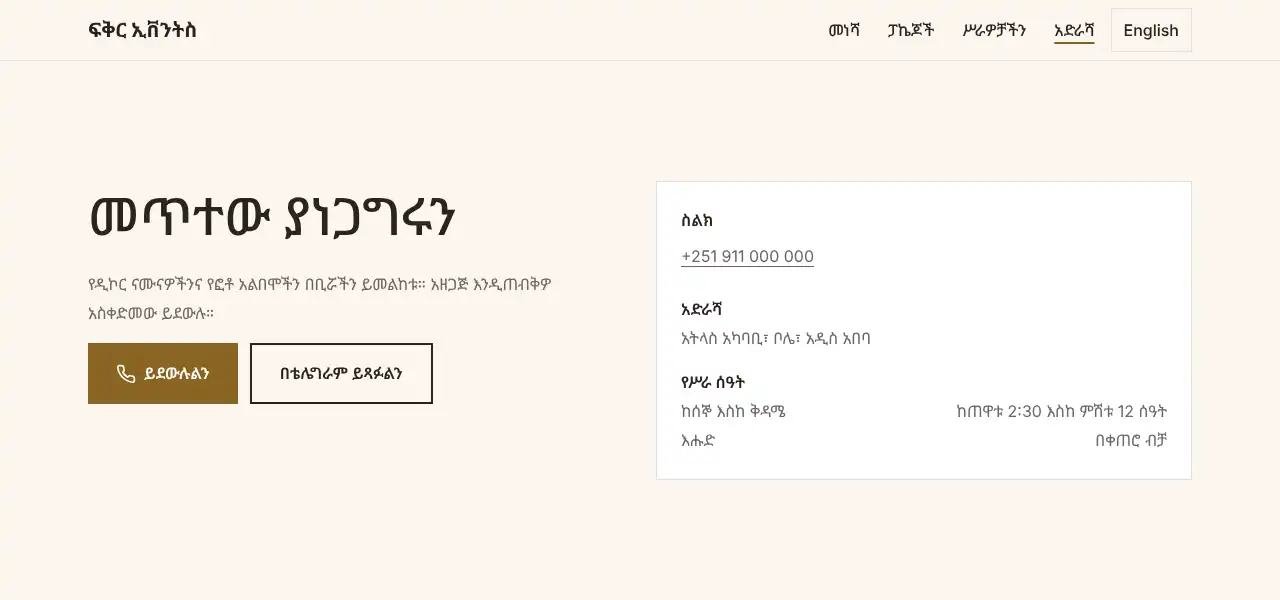 ፍቅር ኢቨንትስ
መነሻ
ፓኬጆች
ሥራዎቻችን
አድራሻ
English
መጥተው ያነጋግሩን
የዲኮር ናሙናዎችንና የፎቶ አልበሞችን በቢሯችን ይመልከቱ። አዘጋጅ እንዲጠብቅዎ
አስቀድመው ይደውሉ።
ይደውሉልን
በቴሌግራም ይጻፉልን
ስልክ
+251 911 000 000
አድራሻ
አትላስ አካባቢ፣ ቦሌ፣ አዲስ አበባ
የሥራ ሰዓት
ከሰኞ እስከ ቅዳሜ ከጠዋቱ 2:30 እስከ ምሽቱ 12 ሰዓት
እሑድ በቀጠሮ ብቻ